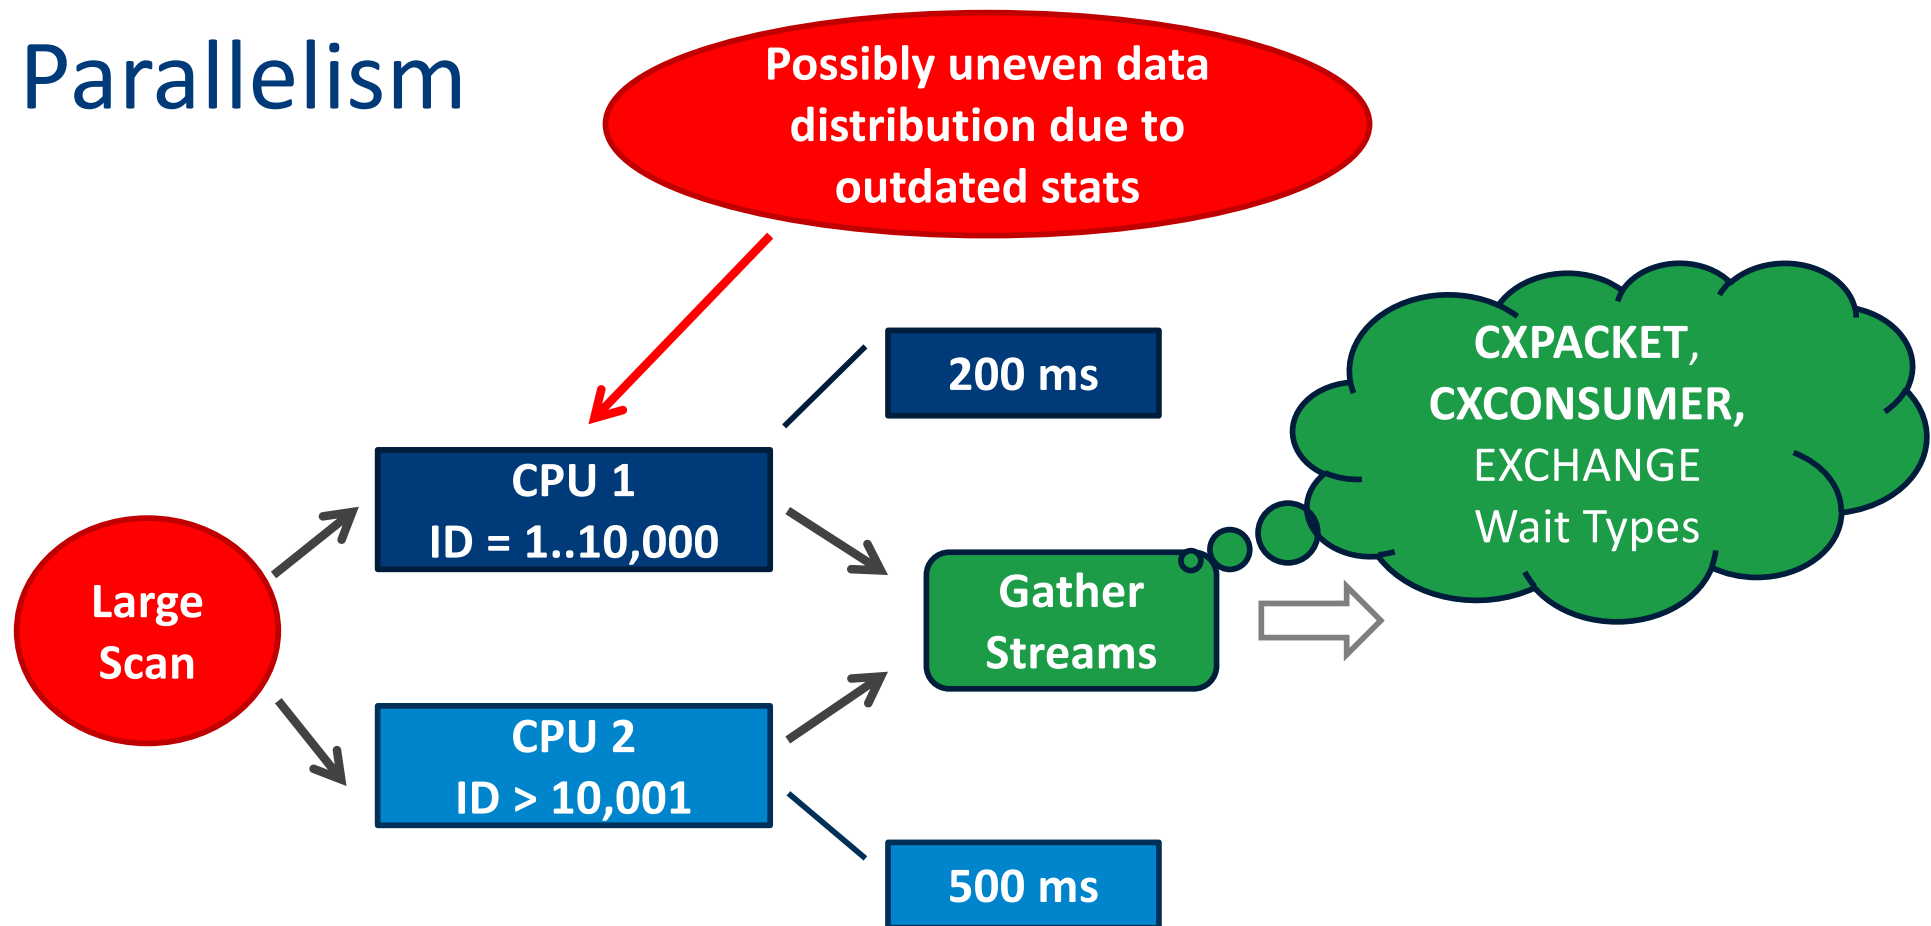 Parallelism
Possibly uneven data
distribution due to
outdated stats
200 ms
CXPACKET,
CXCONSUMER,
EXCHANGE
Wait Types
CPU 1
ID = 1..10,000
Large
Scan
Gather
Streams
CPU 2
ID > 10,001
500 ms